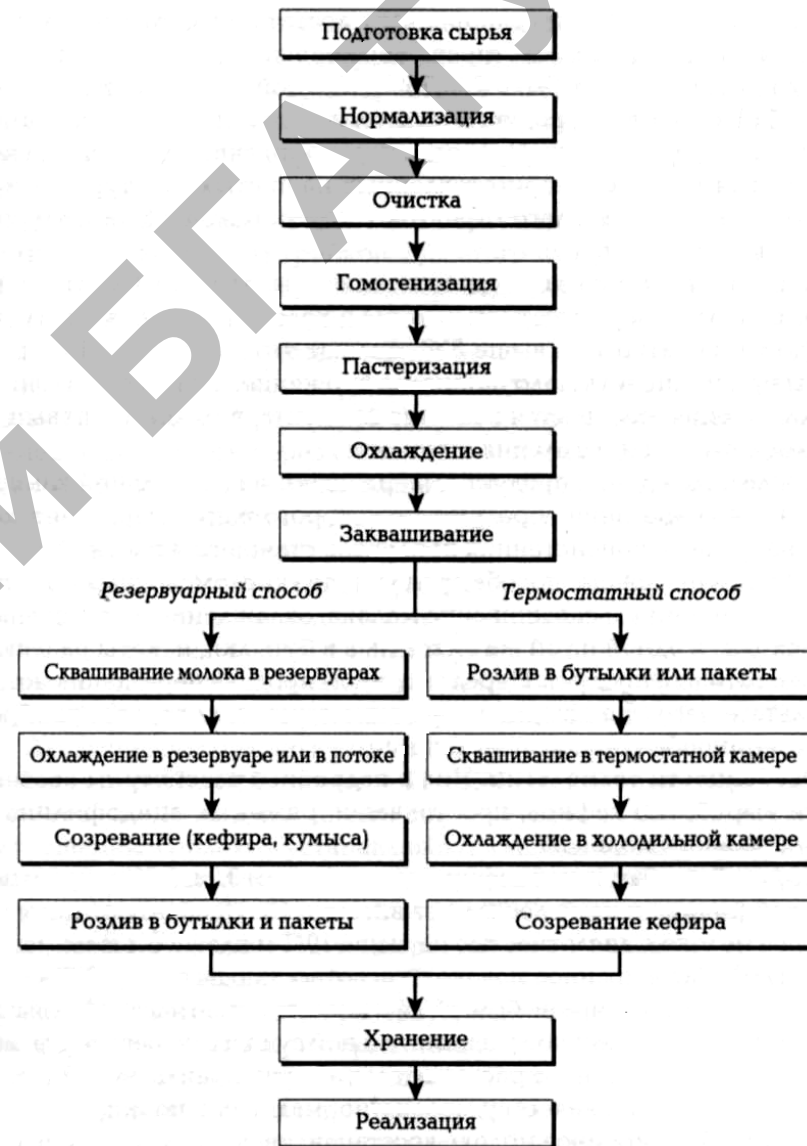 Подготовка сырья
Нормализация
Очистка
Гомогенизация
Пастеризация
Охлаждение
Заквашивание
Резервуарный способ
Термостатный способ
Сквашивание молока в резервуарах
Розлив в бутылки или пакеты
Охлаждение в резервуаре или в потоке
Сквашивание в термостатной камере
Созревание (кефира, кумыса)
Охлаждение в холодильной камере
Розлив в бутылки и пакеты
Созревание кефира
Хранение
Реализация
И БГАТУ